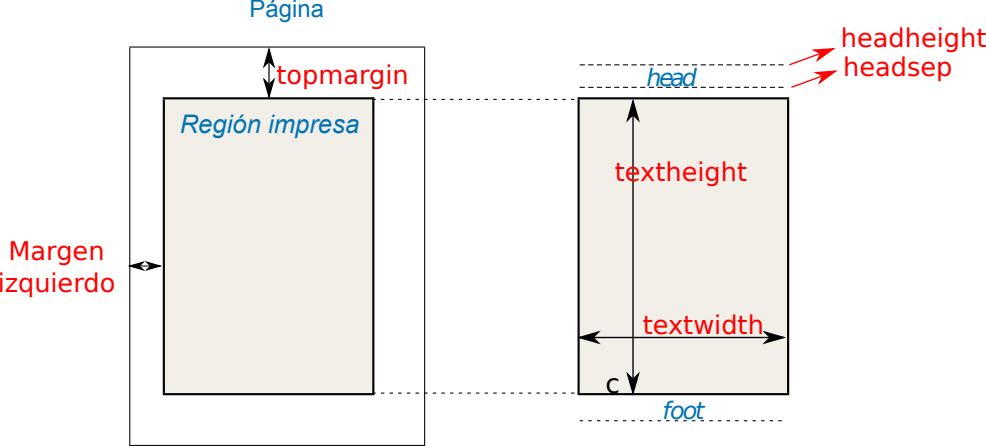 Página
headheight
headsep
topmargin
head
Región impresa
textheight
Margen
izquierdo
textwidth
c
foot